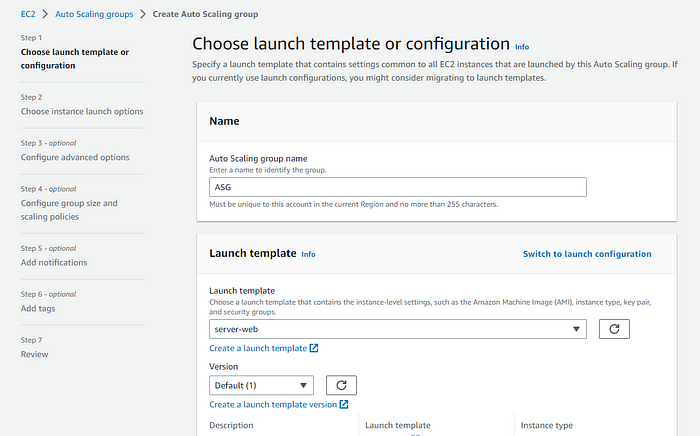 EC2 > Auto Scaling groups > Create Auto Scaling group
Step 1
Choose launch template or
configuration
Step 2
Choose instance launch options
Step 3 - optional
Configure advanced options
Step 4 - optional
Configure group size and
scaling policies
Step 5 - optional
Add notifications
Step 6 - optional
Add tags
Step 7
Review
Choose launch template or configuration Info
Specify a launch template that contains settings common to all EC2 instances that are launched by this Auto Scaling group. If
you currently use launch configurations, you might consider migrating to launch templates.
Name
Auto Scaling group name
Enter a name to identify the group.
ASG
Must be unique to this account in the current Region and no more than 255 characters.
Launch template Info
Switch to launch configuration
Launch template
Choose a launch template that contains the instance-level settings, such as the Amazon Machine Image (AMI), instance type, key pair,
and security groups.
server-web
Create a launch template
Version
Default (1)
Create a launch template version
Description Launch template Instance type